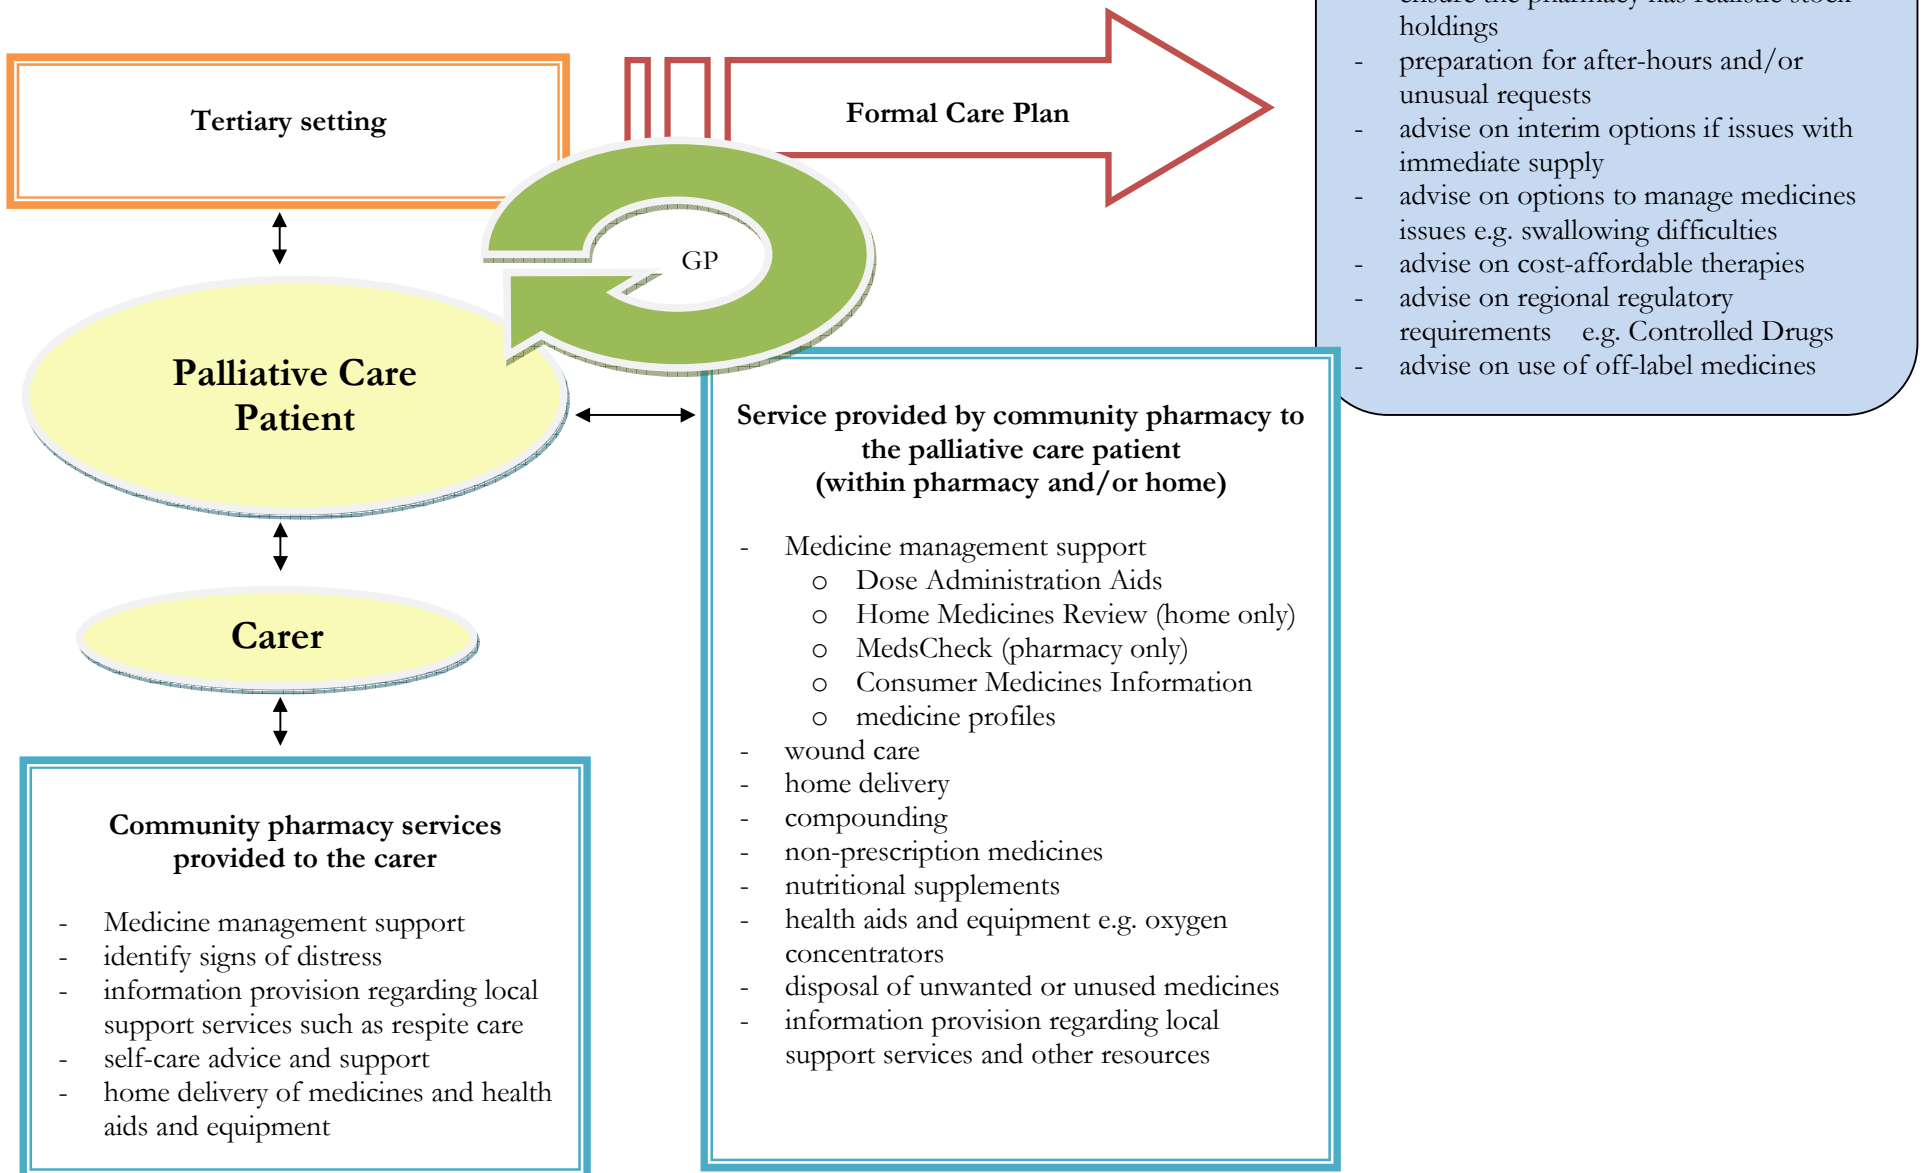 ensure the pharmacy has realistic stock
holdings
- preparation for after-hours and/or
unusual requests
- advise on interim options if issues with
immediate supply
- advise on options to manage medicines
issues e.g. swallowing difficulties
- advise on cost-affordable therapies
- advise on regional regulatory
requirements e.g. Controlled Drugs
- advise on use of off-label medicines
Tertiary setting
Formal Care Plan
GP
Palliative Care
Patient
Carer
Community pharmacy services
provided to the carer
- Medicine management support
- identify signs of distress
- information provision regarding local
support services such as respite care
- self-care advice and support
- home delivery of medicines and health
aids and equipment
Service provided by community pharmacy to
the palliative care patient
(within pharmacy and/or home)
- Medicine management support
o Dose Administration Aids
o Home Medicines Review (home only)
o MedsCheck (pharmacy only)
o Consumer Medicines Information
o medicine profiles
- wound care
- home delivery
- compounding
- non-prescription medicines
- nutritional supplements
- health aids and equipment e.g. oxygen
concentrators
- disposal of unwanted or unused medicines
- information provision regarding local
support services and other resources